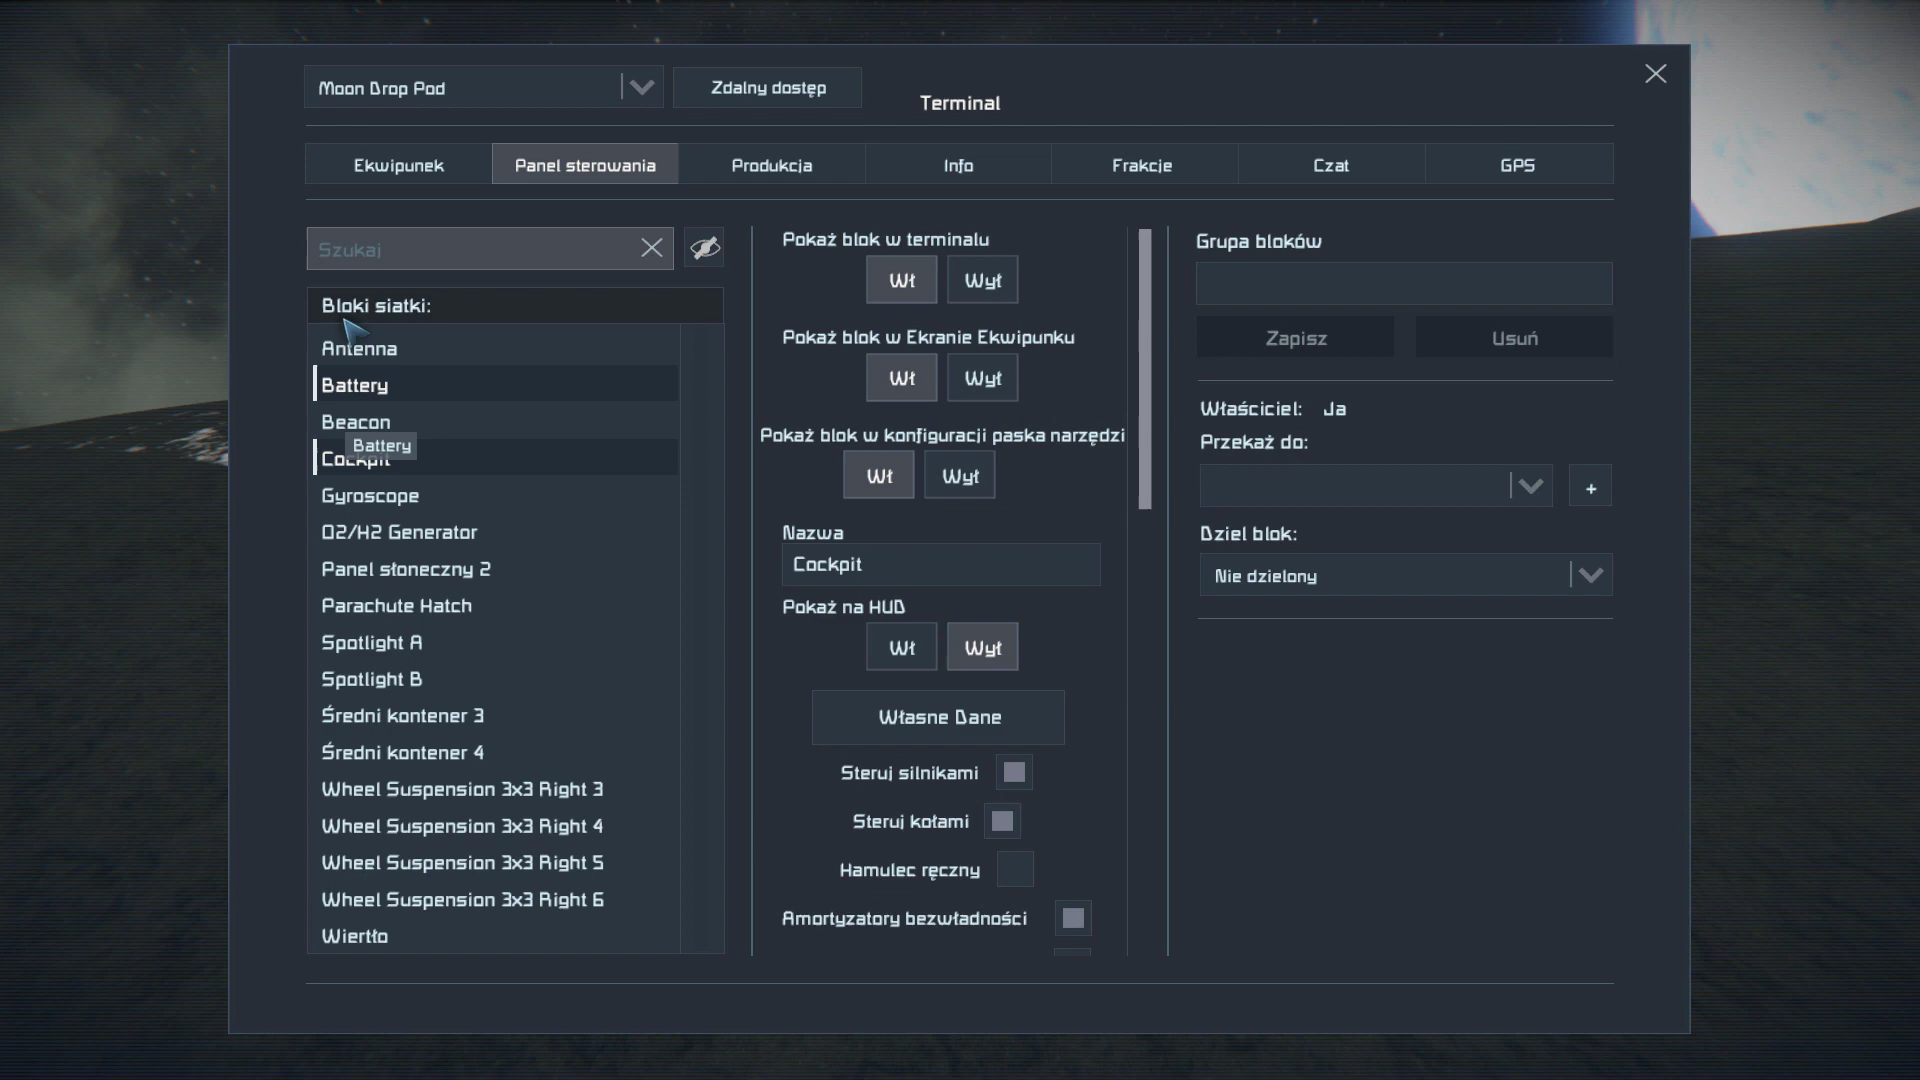 Moon Drop Pod
Zdalny dostęp
Terminal
Ekwipunek
Panel sterowania
Produkcja
Info
Frakcje
Czat
GPS
Szukaj
Bloki siatki:
Antenna
Battery
Beacon
Battery
Cockpit
Gyroscope
O2/H2 Generator
Panel słoneczny 2
Parachute Hatch
Spotlight A
Spotlight B
Średni kontener 3
Średni kontener 4
Wheel Suspension 3x3 Right 3
Wheel Suspension 3x3 Right 4
Wheel Suspension 3x3 Right 5
Wheel Suspension 3x3 Right 6
Wiertło
Pokaż blok w terminalu
Wł Wył
Pokaż blok w Ekranie Ekwipunku
Wł Wył
Pokaż blok w konfiguracji paska narzędzi
Wł Wył
Nazwa
Cockpit
Pokaż na HUD
Wł Wył
Własne Dane
Steruj silnikami
Steruj kołami
Hamulec ręczny
Amortyzatory bezwładności
Grupa bloków
Zapisz Usuń
Właściciel: Ja
Przekaż do:
+
Dziel blok:
Nie dzielony